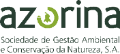 azorina
Sociedade de Gestão Ambiental
e Conservação da Natureza, S.A.